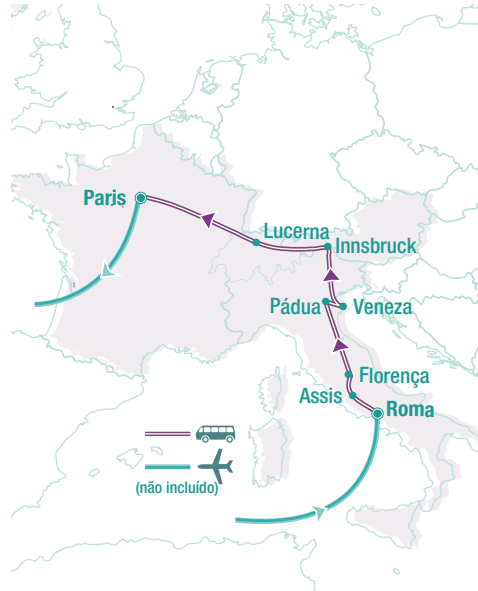 Paris
Lucerna
Innsbruck
Pádua
Veneza
Florença
Assis
Roma
(não incluído)